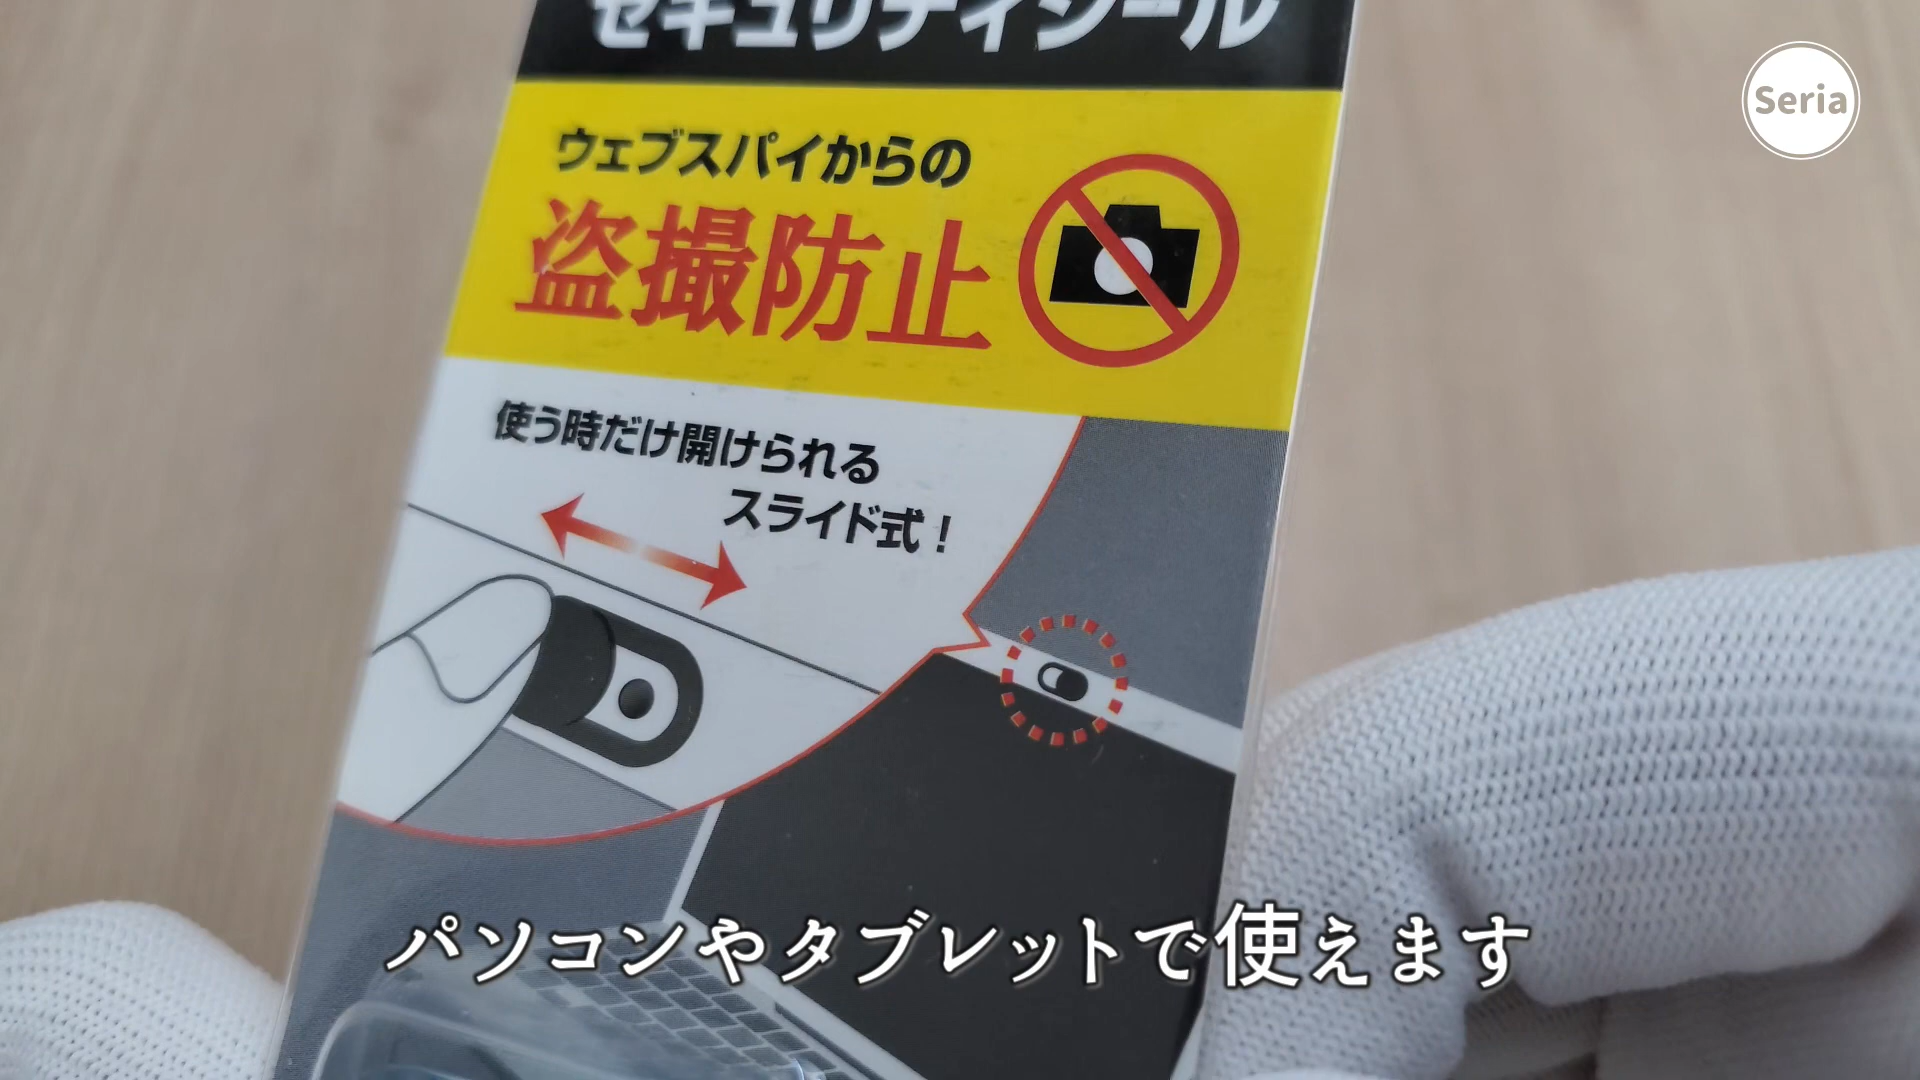 セキュリティシール
Seria
ウェブスパイからの
盗撮防止
使う時だけ開けられる
スライド式！
パソコンやタブレットで使えます